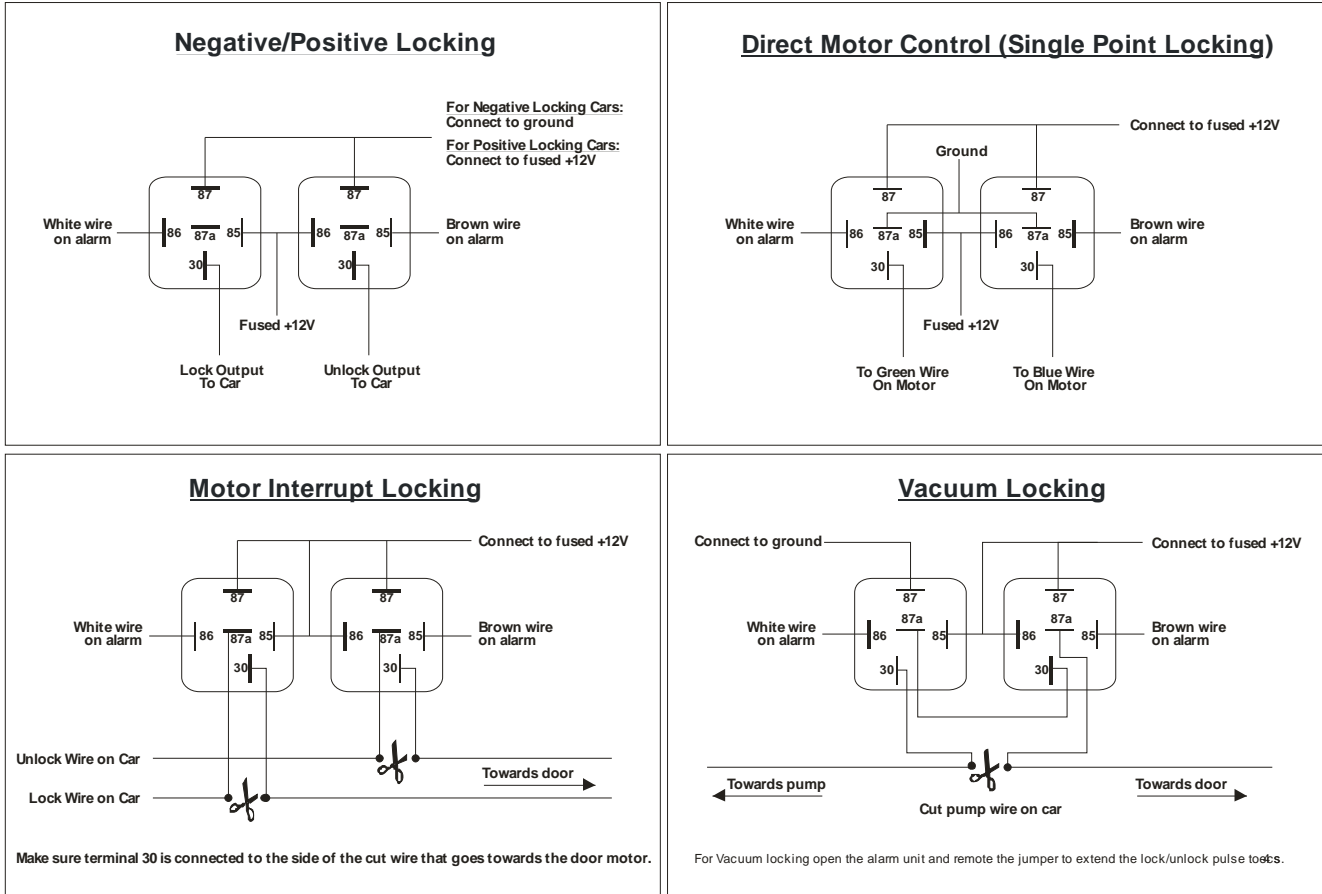 Negative/Positive Locking
For Negative Locking Cars:
Connect to ground
For Positive Locking Cars:
Connect to fused +12V
87
87
White wire
on alarm
86
87a
85
86
87a
85
Brown wire
on alarm
30
30
Fused +12V
Lock Output
To Car
Unlock Output
To Car
Direct Motor Control (Single Point Locking)
Connect to fused +12V
Ground
87
87
White wire
on alarm
86
87a
85
86
87a
85
Brown wire
on alarm
30
30
Fused +12V
To Green Wire
On Motor
To Blue Wire
On Motor
Motor Interrupt Locking
Connect to fused +12V
87
87
White wire
on alarm
86
87a
85
86
87a
85
Brown wire
on alarm
30
30
Unlock Wire on Car
Towards door
Lock Wire on Car
Make sure terminal 30 is connected to the side of the cut wire that goes towards the door motor.
Vacuum Locking
Connect to ground
Connect to fused +12V
87
87
White wire
on alarm
86
87a
85
86
87a
85
Brown wire
on alarm
30
30
Towards pump
Towards door
Cut pump wire on car
For Vacuum locking open the alarm unit and remote the jumper to extend the lock/unlock pulse to